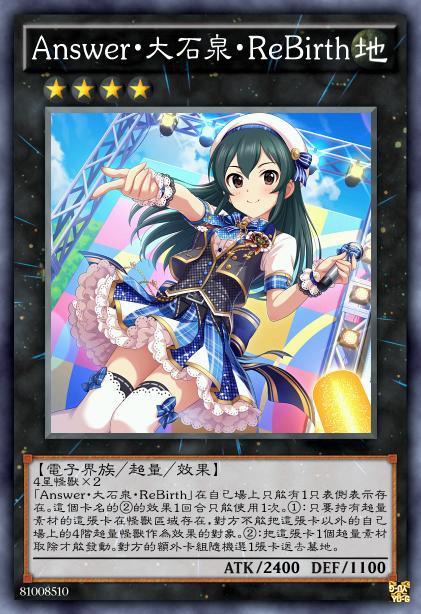 Answer・大石泉・ReBirth地
【電子界族/超量/效果】
4星怪獸×2
「Answer・大石泉・ReBirth」在自己場上只能有1只表側表示存
在。這個卡名的②的效果1回合只能使用1次。①：只要持有超量
素材的這張卡在怪獸區域存在，對方不能把這張卡以外的自己
場上的4階超量怪獸作為效果的對象。②：把這張卡1個超量素材
取除才能發動。對方的額外卡組隨機選1張卡送去墓地。
ATK/2400 DEF/1100
81008510